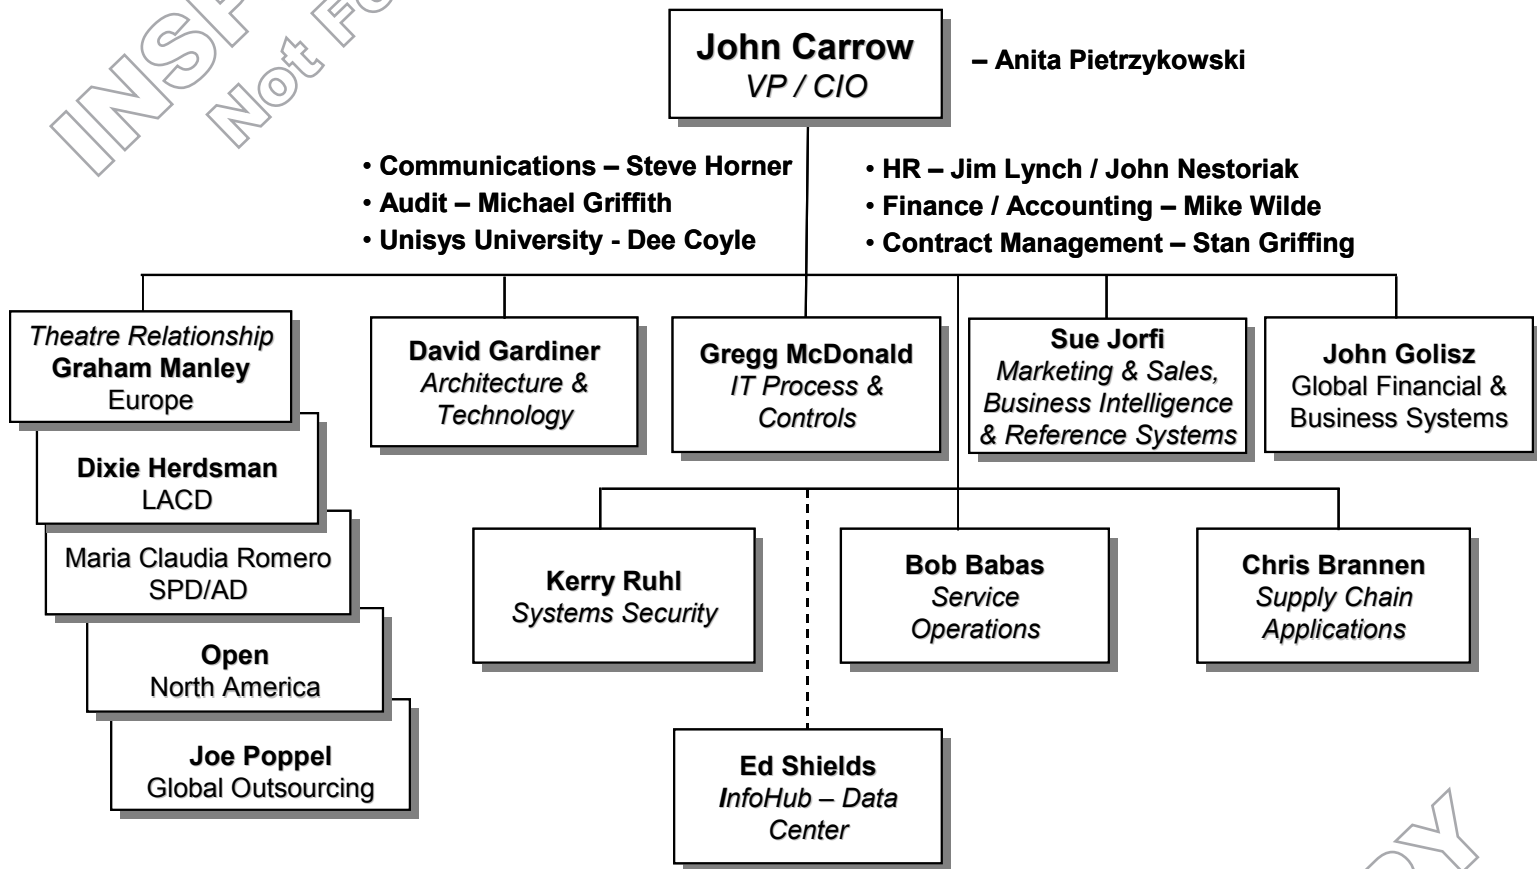 John Carrow
VP / CIO
– Anita Pietrzykowski
• Communications – Steve Horner
• Audit – Michael Griffith
• Unisys University - Dee Coyle
• HR – Jim Lynch / John Nestoriak
• Finance / Accounting – Mike Wilde
• Contract Management – Stan Griffing
Theatre Relationship
Graham Manley
Europe
David Gardiner
Architecture &
Technology
Gregg McDonald
IT Process &
Controls
Sue Jorfi
Marketing & Sales,
Business Intelligence
& Reference Systems
John Golisz
Global Financial &
Business Systems
Dixie Herdsman
LACD
Maria Claudia Romero
SPD/AD
Open
North America
Joe Poppel
Global Outsourcing
Kerry Ruhl
Systems Security
Bob Babas
Service
Operations
Chris Brannen
Supply Chain
Applications
Ed Shields
InfoHub – Data
Center